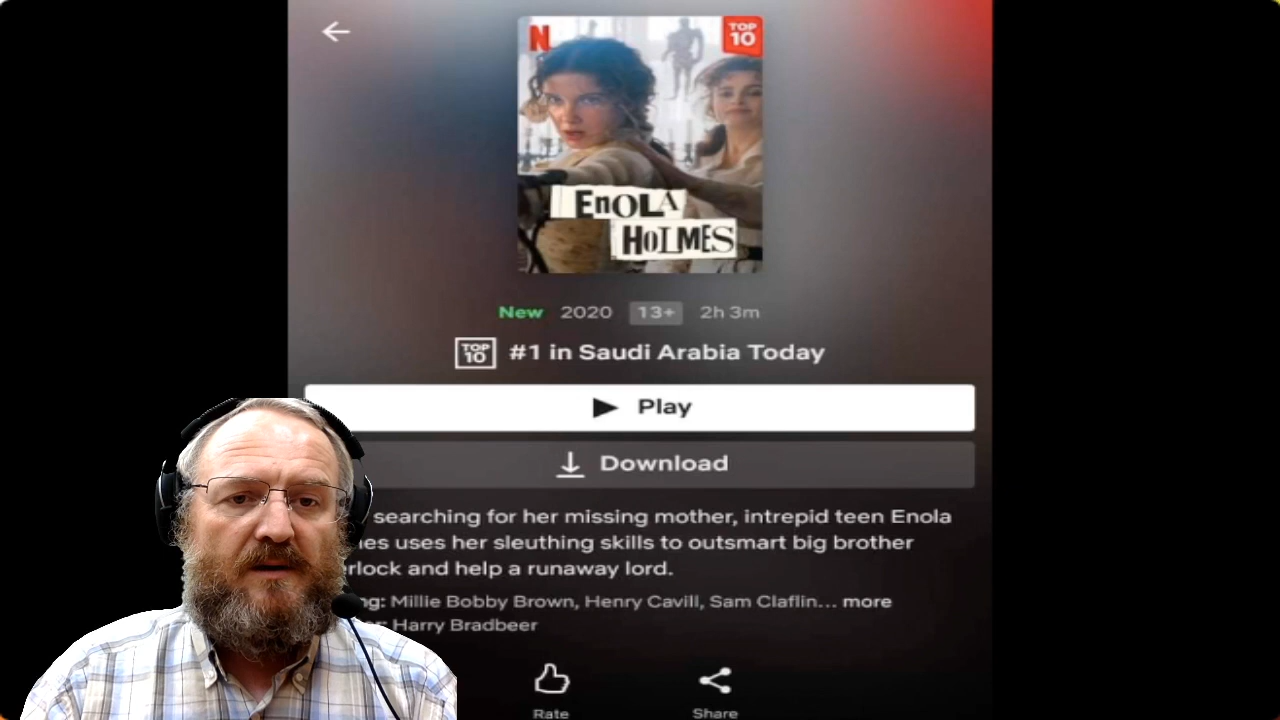 N
TOP
10
EnOLA
HOLMES
New 2020 13+ 2h 3m
TOP
10
#1 in Saudi Arabia Today
Play
Download
searching for her missing mother, intrepid teen Enola
uses her sleuthing skills to outsmart big brother
and help a runaway lord.
Millie Bobby Brown, Henry Cavill, Sam Claflin... more
Harry Bradbeer
Rate
Share